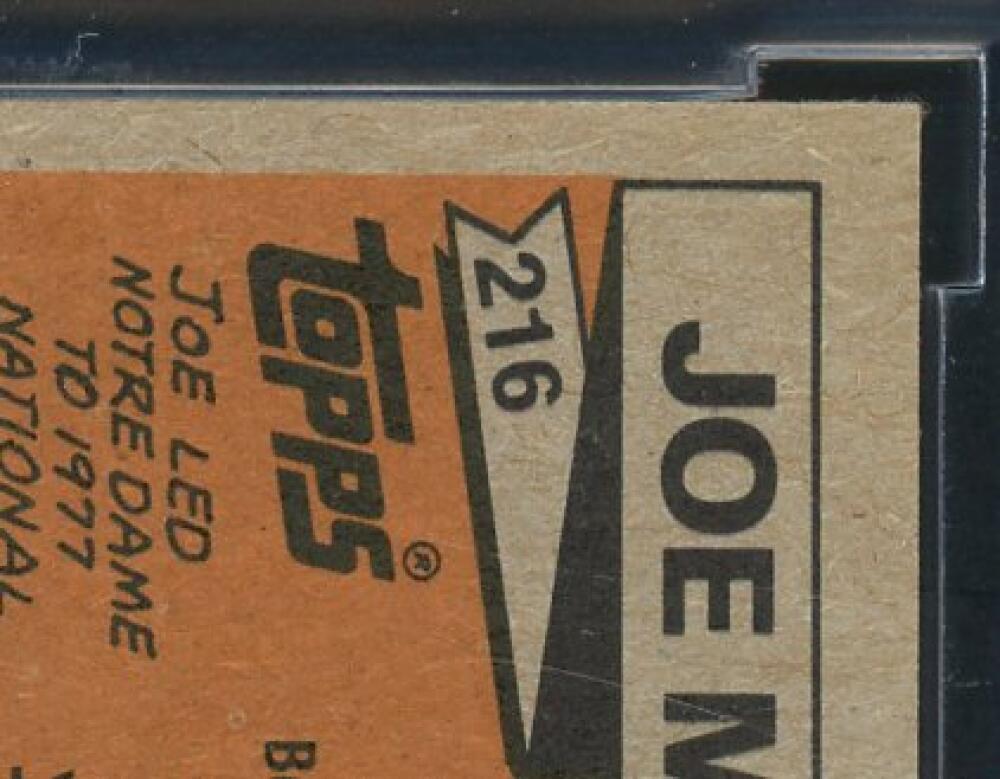 JOE
216
TOPPS®
JOE LED
NOTRE DAME
TO 1977
NATIONAL